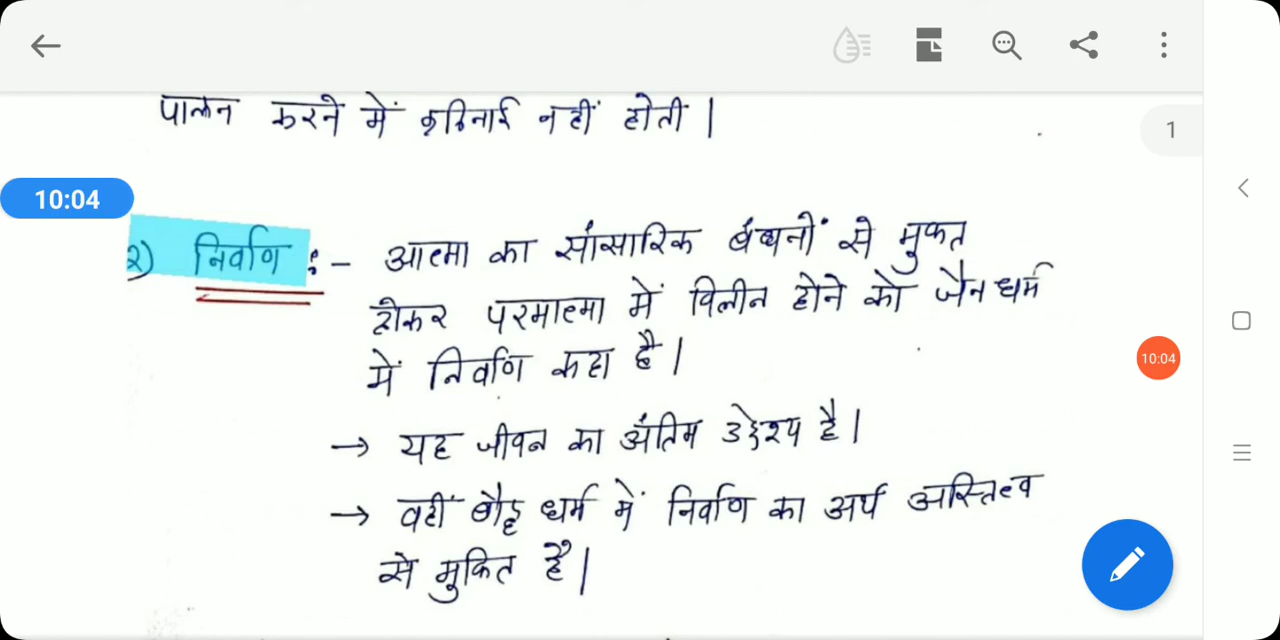 पालन करने में कठिनाई नहीं होती |
1
10:04
२) निर्वाण :- आत्मा का सांसारिक बंधनों से मुक्त
होकर परमात्मा में विलीन होने को जैन धर्म
में निर्वाण कहा है |
10:04
→ यह जीवन का अंतिम उद्देश्य है |
→ वहीं बौद्ध धर्म में निर्वाण का अर्थ अस्तित्व
से मुक्ति है |